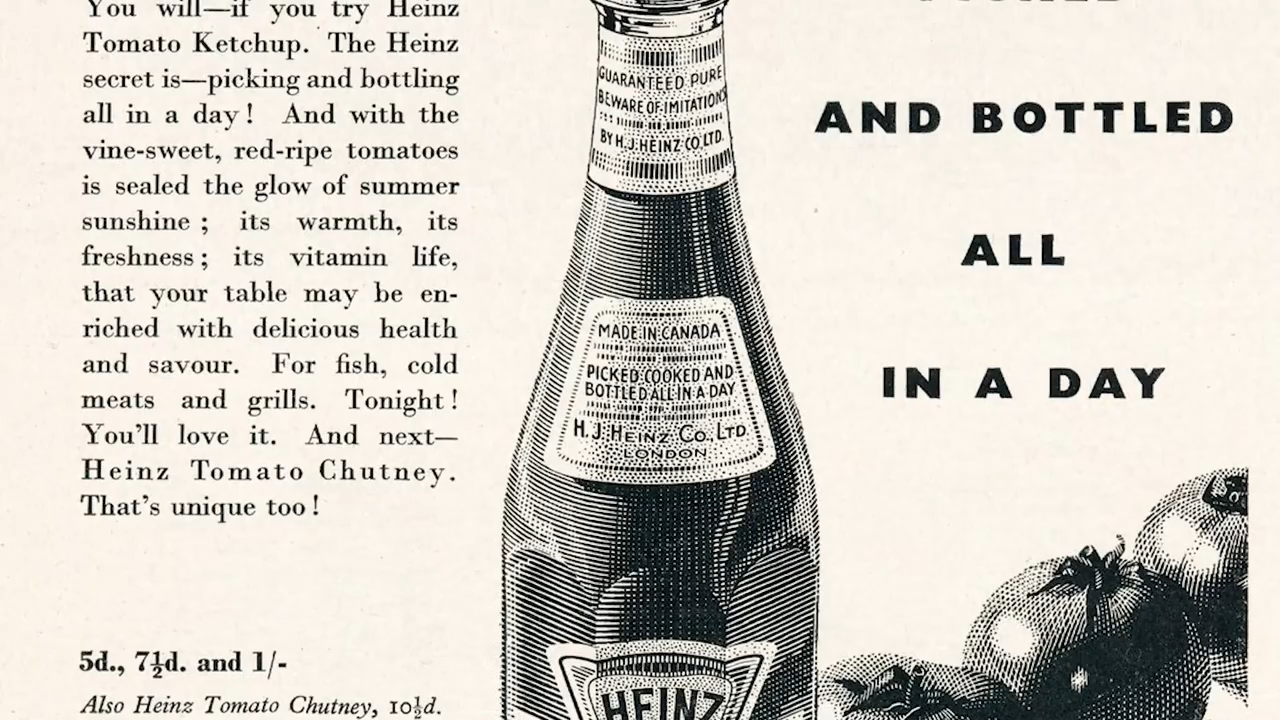 You will—if you try Heinz
Tomato Ketchup. The Heinz
secret is—picking and bottling
all in a day! And with the
vine-sweet, red-ripe tomatoes
is sealed the glow of summer
sunshine; its warmth, its
freshness; its vitamin life,
that your table may be en-
riched with delicious health
and savour. For fish, cold
meats and grills. Tonight!
You'll love it. And next—
Heinz Tomato Chutney.
That's unique too!
5d., 7½d. and 1/-
Also Heinz Tomato Chutney, 10½d.
GUARANTEED PURE
BEWARE OF IMITATIONS
BY H.J. HEINZ CO LTD.
MADE IN CANADA
PICKED COOKED AND
BOTTLED ALL IN A DAY
H. J. HEINZ CO., LTD
LONDON
HEINZ
AND BOTTLED
ALL
IN A DAY